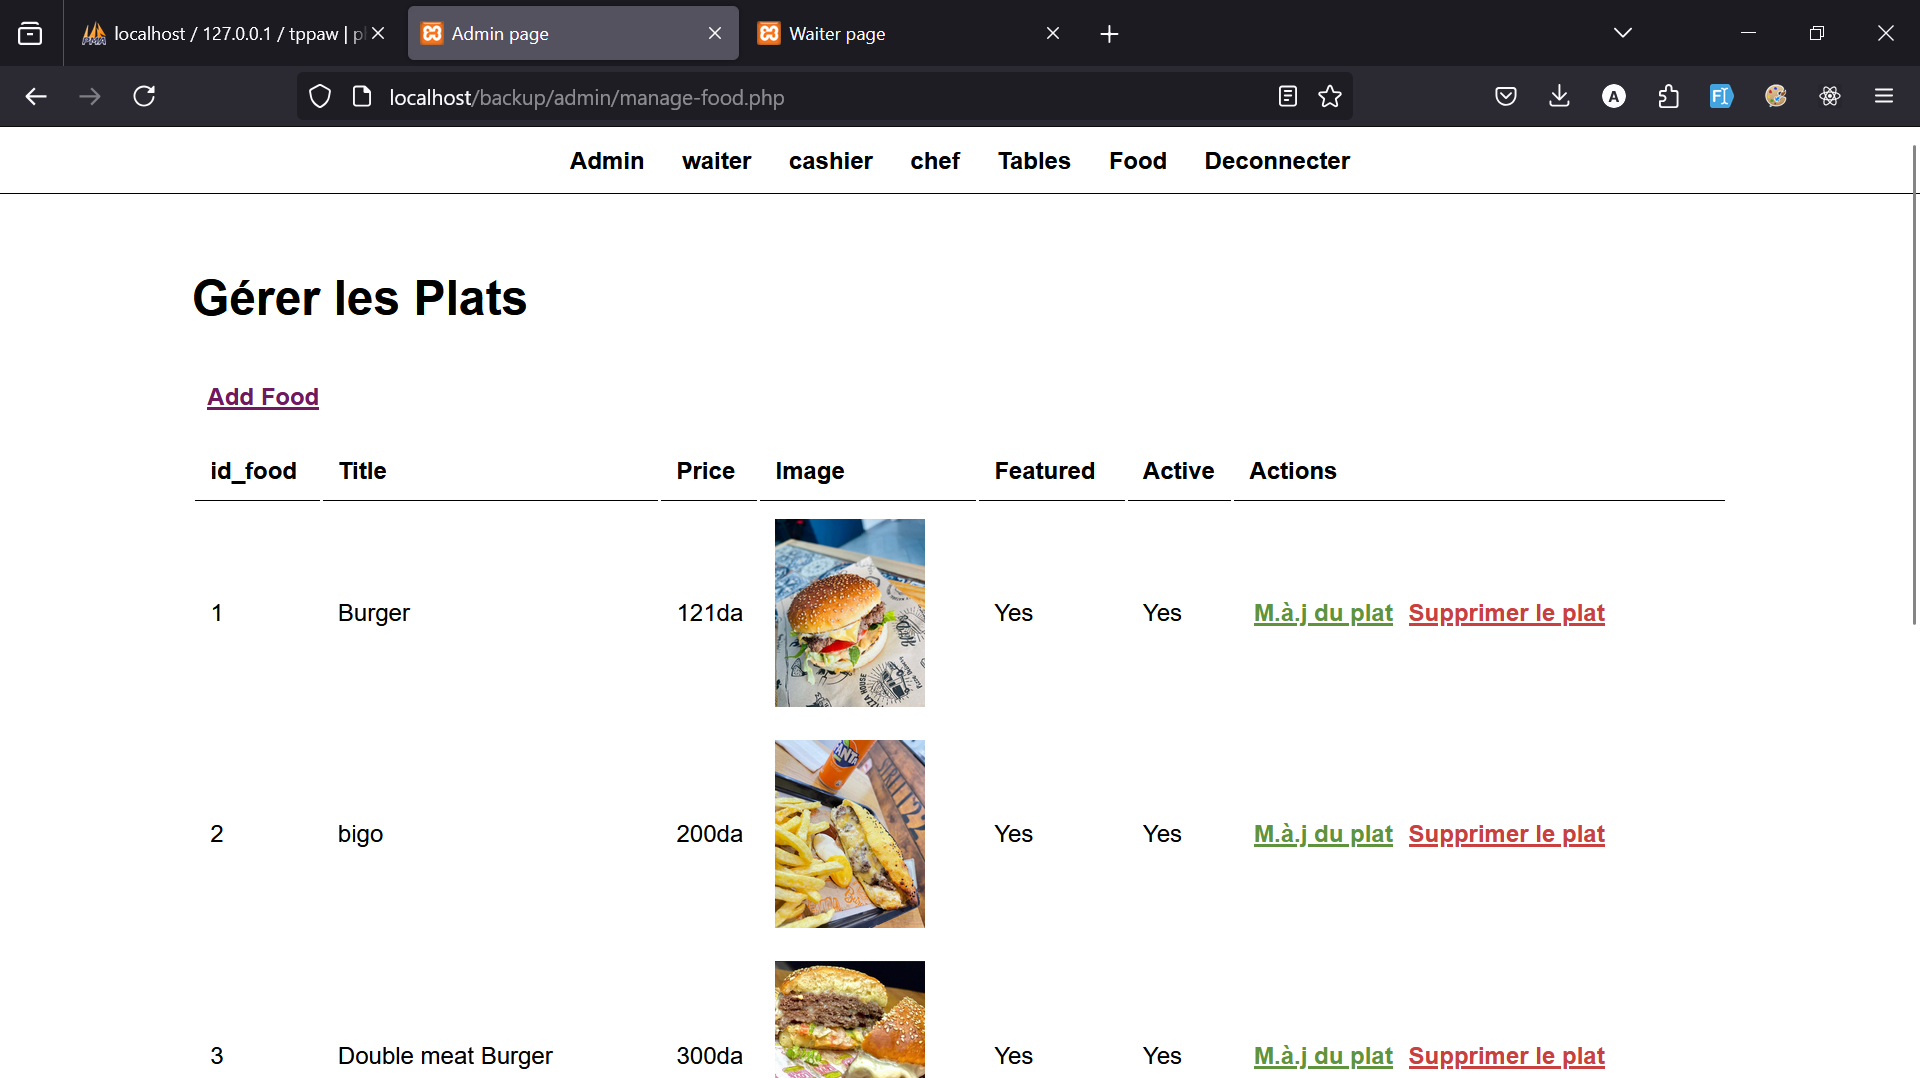 localhost / 127.0.0.1 / tppaw | p
Admin page
Waiter page
localhost/backup/admin/manage-food.php
Admin waiter cashier chef Tables Food Deconnecter
Gérer les Plats
Add Food
id_food Title Price Image Featured Active Actions
1 Burger 121da Yes Yes M.à.j du plat Supprimer le plat
2 bigo 200da Yes Yes M.à.j du plat Supprimer le plat
3 Double meat Burger 300da Yes Yes M.à.j du plat Supprimer le plat